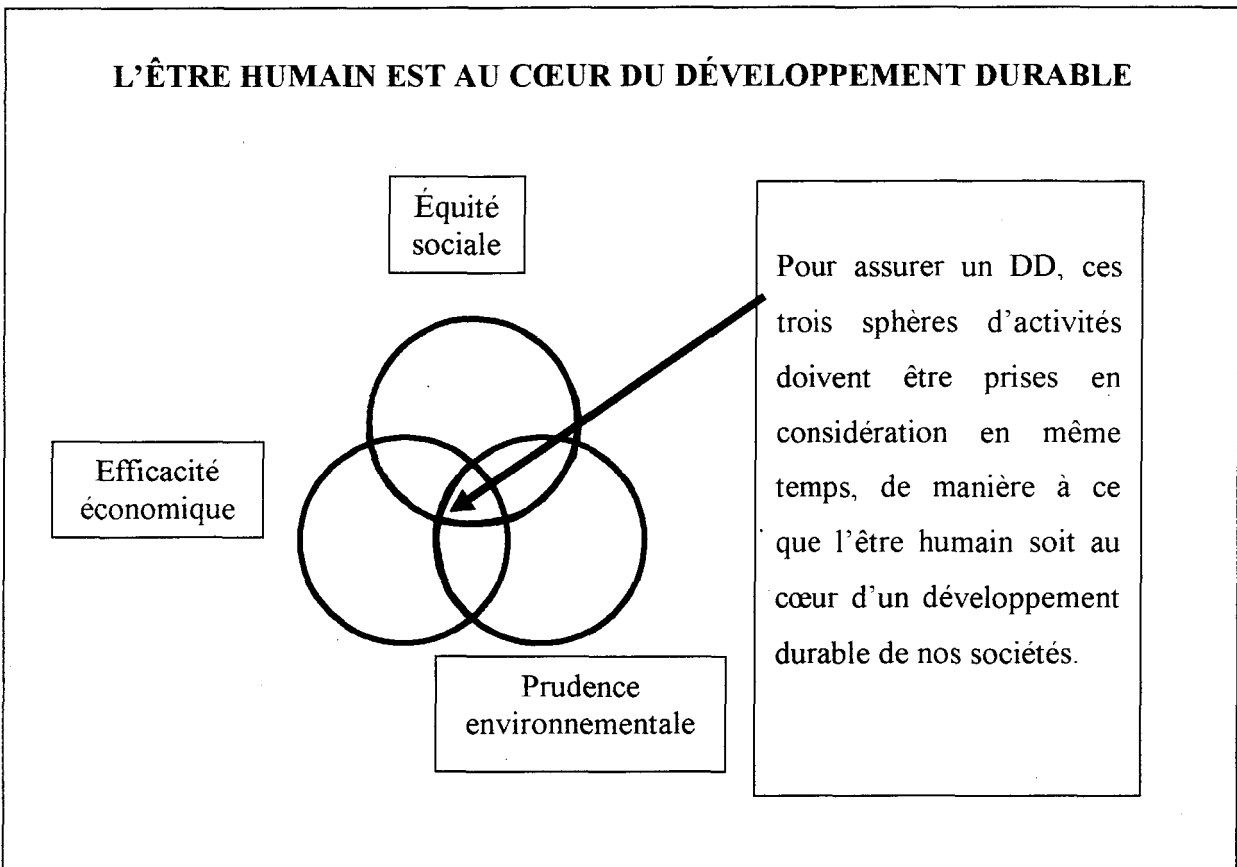 L'ÊTRE HUMAIN EST AU CŒUR DU DÉVELOPPEMENT DURABLE
Équité
sociale
Efficacité
économique
Prudence
environnementale
Pour assurer un DD, ces
trois sphères d'activités
doivent être prises en
considération en même
temps, de manière à ce
que l'être humain soit au
cœur d'un développement
durable de nos sociétés.